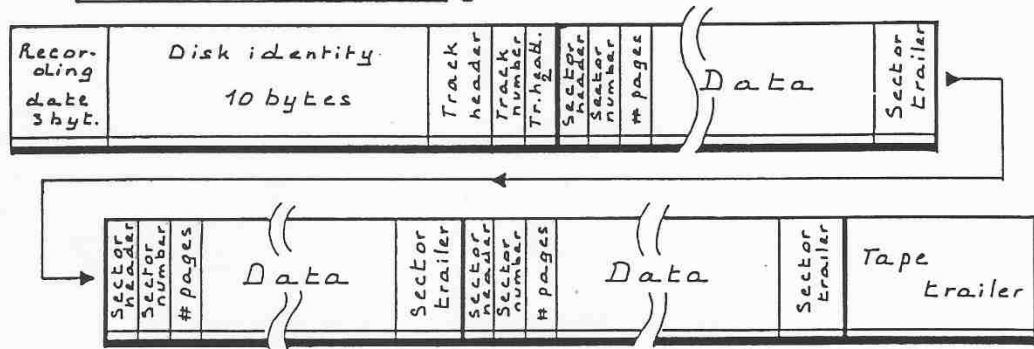 Recor-
ding
date
3 byt.
Disk identity
10 bytes
Track
header
Track
number
Tr.head.
2
Sector
header
Sector
number
# pages
Data
Sector
trailer
Sector
header
Sector
number
# pages
Data
Sector
trailer
Sector
header
Sector
number
# pages
Data
Sector
trailer
Tape
trailer